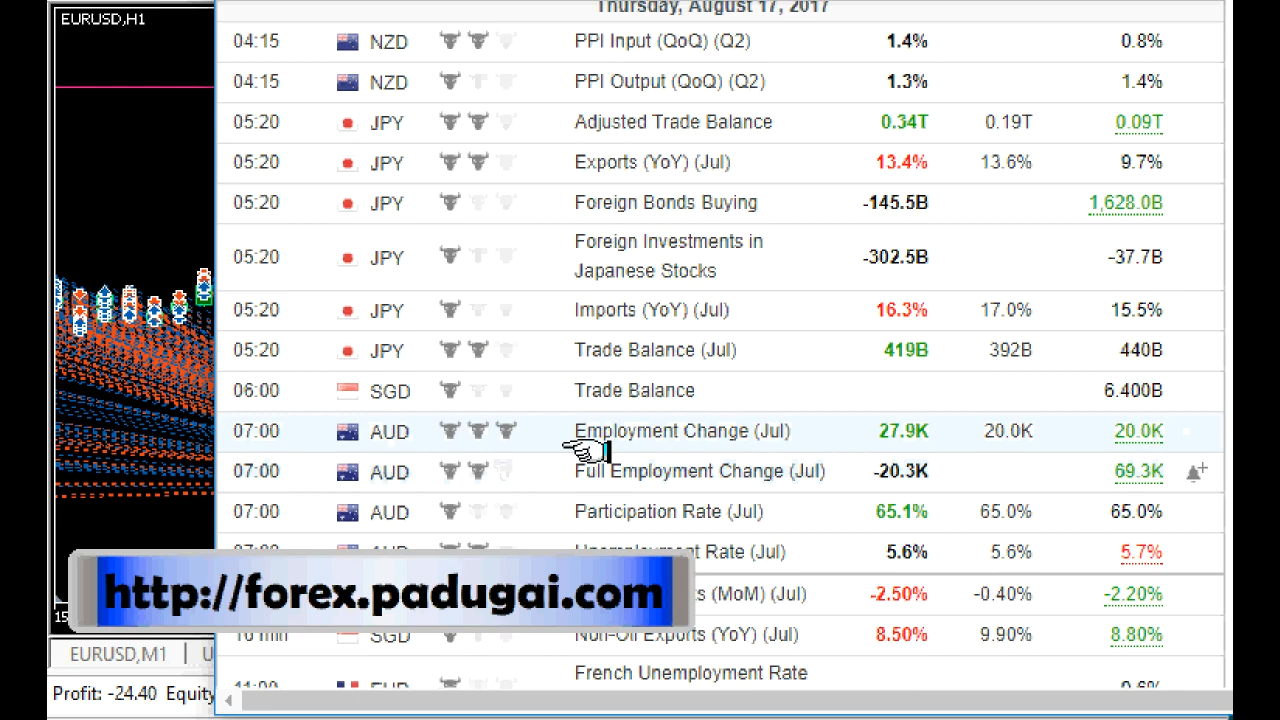 EURUSD,H1
Thursday, August 17, 2017
04:15 NZD PPI Input (QoQ) (Q2) 1.4% 0.8%
04:15 NZD PPI Output (QoQ) (Q2) 1.3% 1.4%
05:20 JPY Adjusted Trade Balance 0.34T 0.19T 0.09T
05:20 JPY Exports (YoY) (Jul) 13.4% 13.6% 9.7%
05:20 JPY Foreign Bonds Buying -145.5B 1,628.0B
Foreign Investments in
05:20 JPY -302.5B -37.7B
Japanese Stocks
05:20 JPY Imports (YoY) (Jul) 16.3% 17.0% 15.5%
05:20 JPY Trade Balance (Jul) 419B 392B 440B
06:00 SGD Trade Balance 6.400B
07:00 AUD Employment Change (Jul) 27.9K 20.0K 20.0K
07:00 AUD Full Employment Change (Jul) -20.3K 69.3K
07:00 AUD Participation Rate (Jul) 65.1% 65.0% 65.0%
Rate (Jul) 5.6% 5.6% 5.7%
http://forex.padugai.com
(MoM) (Jul) -2.50% -0.40% -2.20%
SGD Non-Oil Exports (YoY) (Jul) 8.50% 9.90% 8.80%
EURUSD,M1
French Unemployment Rate
11:00 EUR
Profit: -24.40 Equity